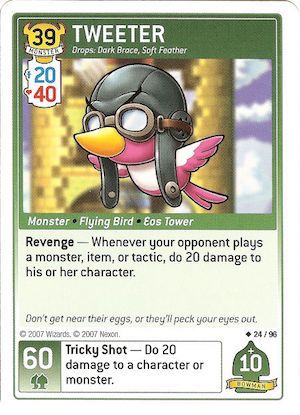 39
MONSTER
TWEETER
Drops: Dark Brace, Soft Feather
20
40
Monster • Flying Bird • Eos Tower
Revenge — Whenever your opponent plays
a monster, item, or tactic, do 20 damage to
his or her character.
Don't get near their eggs, or they'll peck your eyes out.
© 2007 Wizards. © 2007 Nexon.
◆ 24 / 96
60
Tricky Shot — Do 20
damage to a character or
monster.
10
BOWMAN